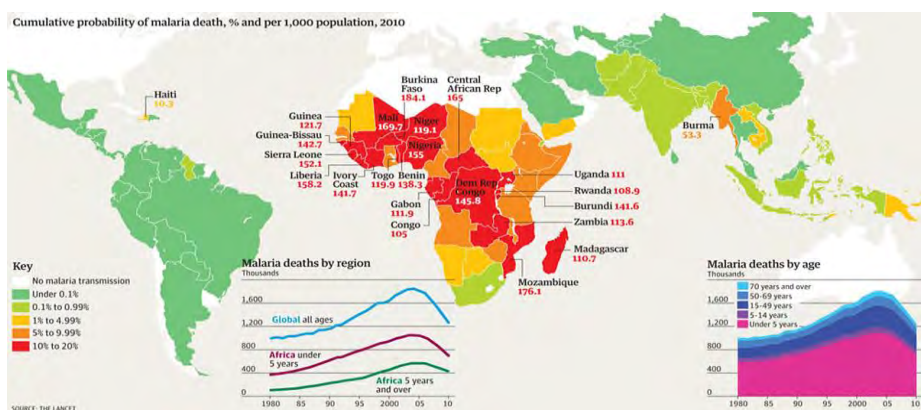 Cumulative probability of malaria death, % and per 1,000 population, 2010
Haiti
10.3
Burkina
Faso
184.1
Central
African Rep
165
Guinea
121.7
Mali
169.7
Niger
119.1
Guinea-Bissau
142.7
Nigeria
155
Sierra Leone
152.1
Liberia
158.2
Ivory
Coast
141.7
Togo
119.9
Benin
138.3
Burma
53.3
Uganda 111
Dem Rep
Congo
145.8
Rwanda 108.9
Gabon
111.9
Burundi 141.6
Congo
105
Zambia 113.6
Madagascar
110.7
Mozambique
176.1
Key
No malaria transmission
Under 0.1%
0.1% to 0.99%
1% to 4.99%
5% to 9.99%
10% to 20%
Malaria deaths by region
Thousands
1,600
1,200
800
400
0
Global all ages
Africa under
5 years
Africa 5 years
and over
1980 85 90 95 2000 05 10
Malaria deaths by age
Thousands
1,600
1,200
800
400
0
70 years and over
50-69 years
15-49 years
5-14 years
Under 5 years
1980 85 90 95 2000 05 10
SOURCE: THE LANCET